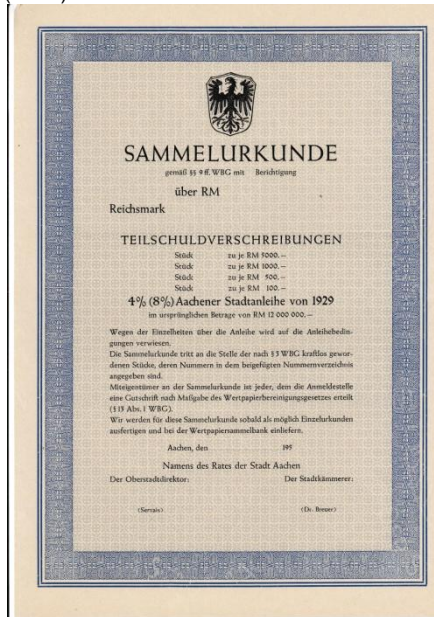 SAMMELURKUNDE
gemäß §§ 9 ff. WBG mit Berichtigung
über RM
Reichsmark
TEILSCHULDVERSCHREIBUNGEN
Stück zu je RM 5000.—
Stück zu je RM 1000.—
Stück zu je RM 500.—
Stück zu je RM 100.—
4% (8%) Aachener Stadtanleihe von 1929
im ursprünglichen Betrage von RM 12 000 000.—
Wegen der Einzelheiten über die Anleihe wird auf die Anleihebedin-
gungen verwiesen.
Die Sammelurkunde tritt an die Stelle der nach § 3 WBG kraftlos gewor-
denen Stücke, deren Nummern in dem beigefügten Nummernverzeichnis
angegeben sind.
Miteigentümer an der Sammelurkunde ist jeder, dem die Anmeldestelle
eine Gutschrift nach Maßgabe des Wertpapierbereinigungsgesetzes erteilt
(§ 13 Abs. 1 WBG).
Wir werden für diese Sammelurkunde sobald als möglich Einzelurkunden
ausfertigen und bei der Wertpapiersammelbank einliefern.
Aachen, den 195
Namens des Rates der Stadt Aachen
Der Oberstadtdirektor: Der Stadtkämmerer:
(Servais) (Dr.